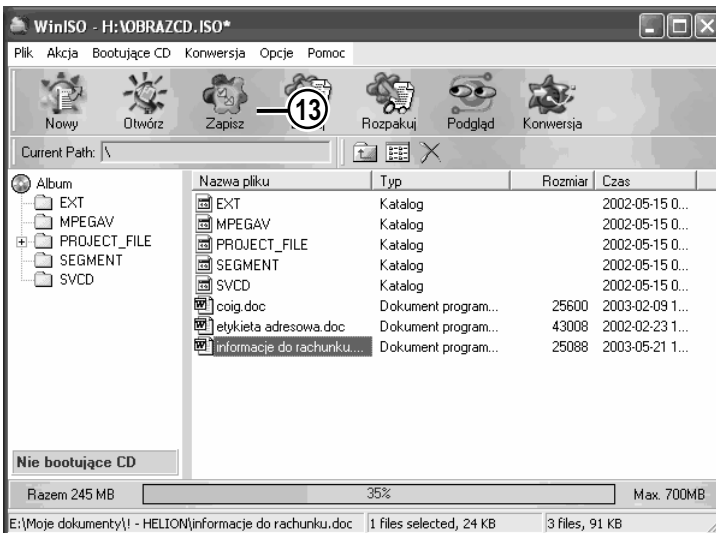 WinISO - H:\OBRAZCD.ISO*
Plik Akcja Bootujące CD Konwersja Opcje Pomoc
Nowy Otwórz Zapisz 13 Rozpakuj Podgląd Konwersja
Current Path: \
Album
EXT
MPEGAV
PROJECT_FILE
SEGMENT
SVCD
Nazwa pliku Typ Rozmiar Czas
EXT Katalog 2002-05-15 0...
MPEGAV Katalog 2002-05-15 0...
PROJECT_FILE Katalog 2002-05-15 0...
SEGMENT Katalog 2002-05-15 0...
SVCD Katalog 2002-05-15 0...
coig.doc Dokument program... 25600 2003-02-09 1...
etykieta adresowa.doc Dokument program... 43008 2002-02-23 1...
informacje do rachunku.... Dokument program... 25088 2003-05-21 1...
Nie bootujące CD
Razem 245 MB 35% Max. 700MB
E:\Moje dokumenty\! - HELION\informacje do rachunku.doc 1 files selected, 24 KB 3 files, 91 KB